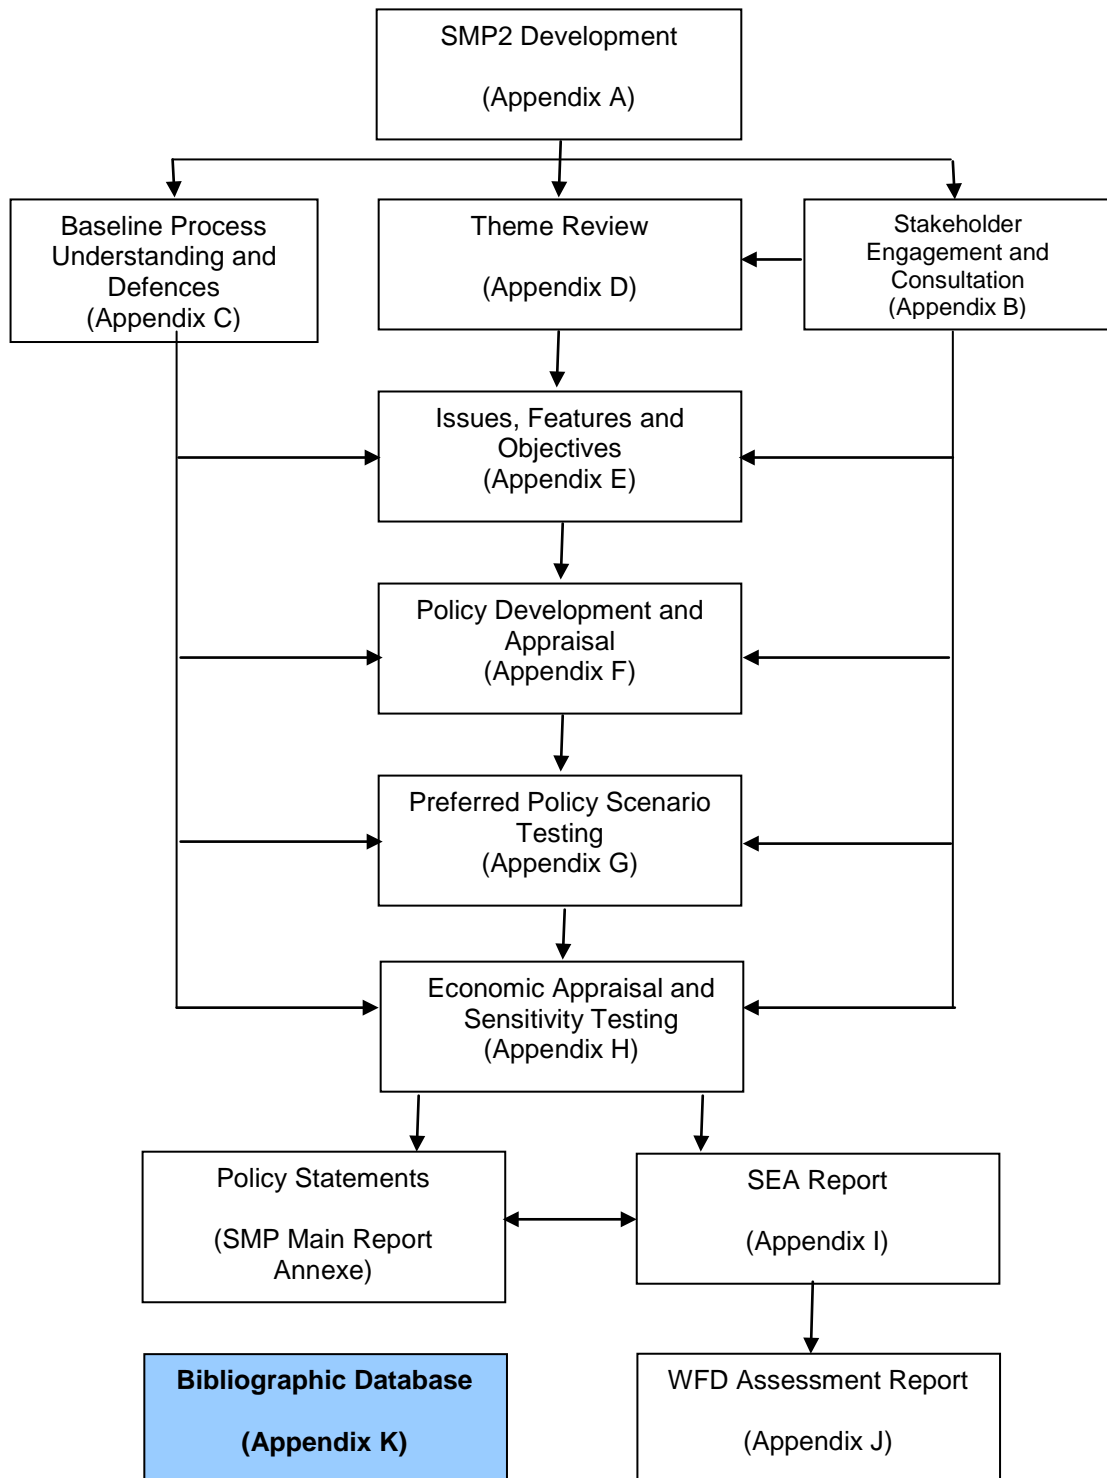 SMP2 Development
(Appendix A)
Baseline Process
Understanding and
Defences
(Appendix C)
Theme Review
(Appendix D)
Stakeholder
Engagement and
Consultation
(Appendix B)
Issues, Features and
Objectives
(Appendix E)
Policy Development and
Appraisal
(Appendix F)
Preferred Policy Scenario
Testing
(Appendix G)
Economic Appraisal and
Sensitivity Testing
(Appendix H)
Policy Statements
(SMP Main Report
Annexe)
SEA Report
(Appendix I)
Bibliographic Database
(Appendix K)
WFD Assessment Report
(Appendix J)